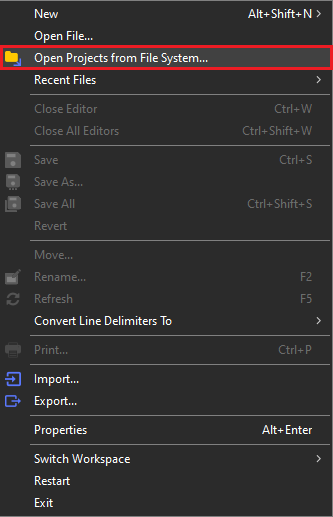 New Alt+Shift+N >
Open File...
Open Projects from File System...
Recent Files >
Close Editor Ctrl+W
Close All Editors Ctrl+Shift+W
Save Ctrl+S
Save As...
Save All Ctrl+Shift+S
Revert
Move...
Rename... F2
Refresh F5
Convert Line Delimiters To >
Print... Ctrl+P
Import...
Export...
Properties Alt+Enter
Switch Workspace >
Restart
Exit